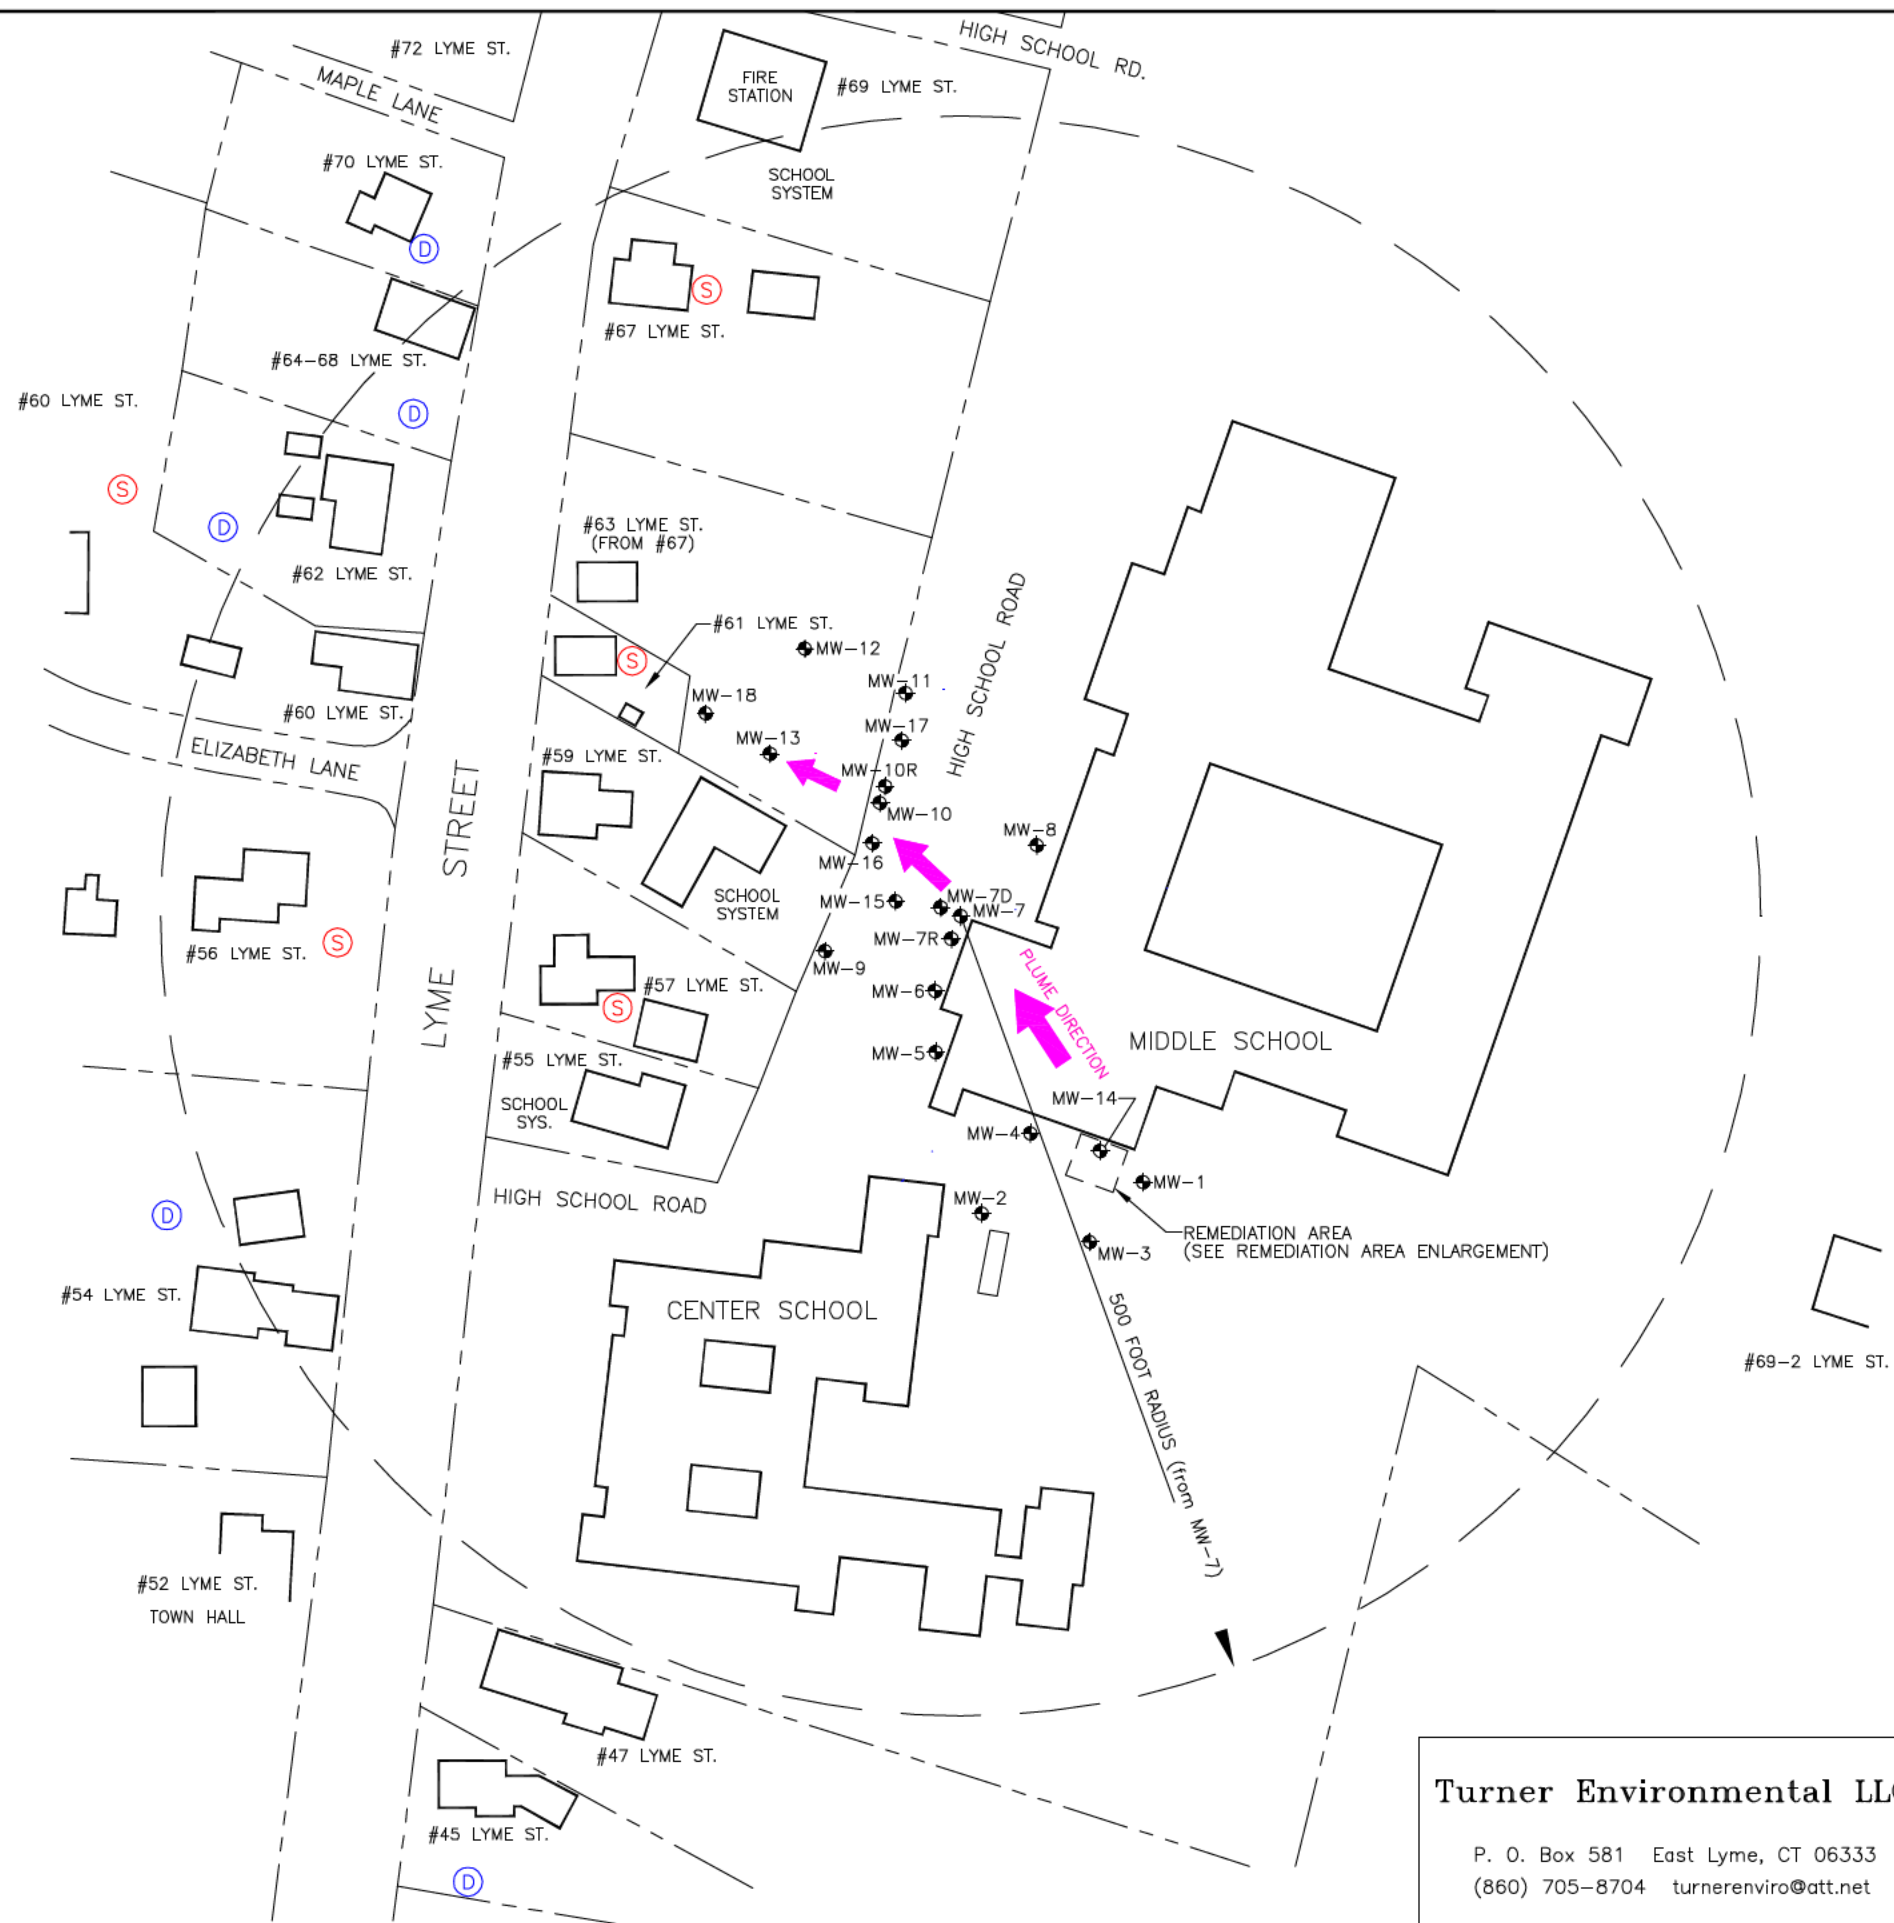 #72 LYME ST.
HIGH SCHOOL RD.
MAPLE LANE
FIRE
STATION
#69 LYME ST.
#70 LYME ST.
SCHOOL
SYSTEM
D
S
#67 LYME ST.
#64-68 LYME ST.
#60 LYME ST.
D
S
D
#63 LYME ST.
(FROM #67)
#62 LYME ST.
#61 LYME ST.
HIGH SCHOOL ROAD
MW-12
S
MW-11
MW-18
#60 LYME ST.
MW-17
MW-13
ELIZABETH LANE
#59 LYME ST.
MW-10R
MW-10
LYME STREET
MW-8
MW-16
SCHOOL
SYSTEM
MW-15
MW-7D
MW-7
MW-7R
#56 LYME ST.
S
MW-9
PLUME DIRECTION
#57 LYME ST.
MW-6
S
MIDDLE SCHOOL
#55 LYME ST.
MW-5
SCHOOL
SYS.
MW-14
MW-4
MW-1
HIGH SCHOOL ROAD
MW-2
D
REMEDIATION AREA
(SEE REMEDIATION AREA ENLARGEMENT)
MW-3
#54 LYME ST.
CENTER SCHOOL
500 FOOT RADIUS (from MW-7)
#69-2 LYME ST.
#52 LYME ST.
TOWN HALL
#47 LYME ST.
#45 LYME ST.
D
Turner Environmental LLC
P. O. Box 581 East Lyme, CT 06333
(860) 705-8704 turnerenviro@att.net